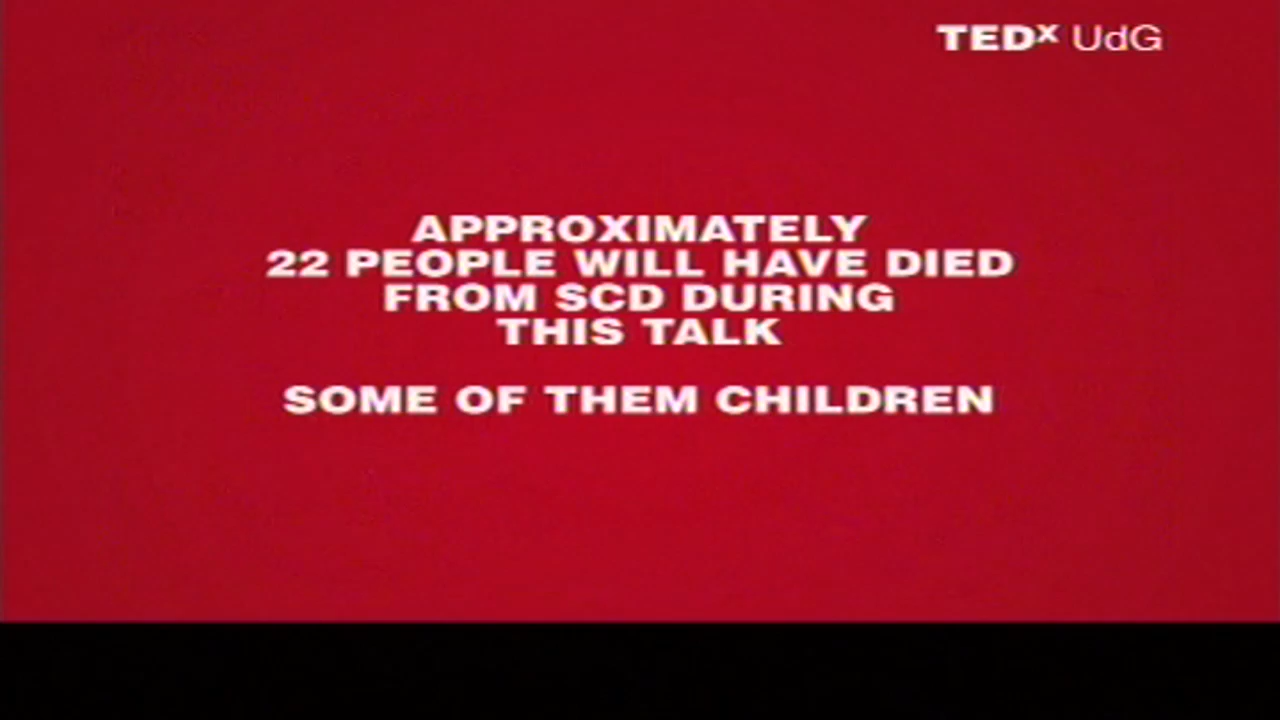 TEDx UdG
APPROXIMATELY
22 PEOPLE WILL HAVE DIED
FROM SCD DURING
THIS TALK
SOME OF THEM CHILDREN